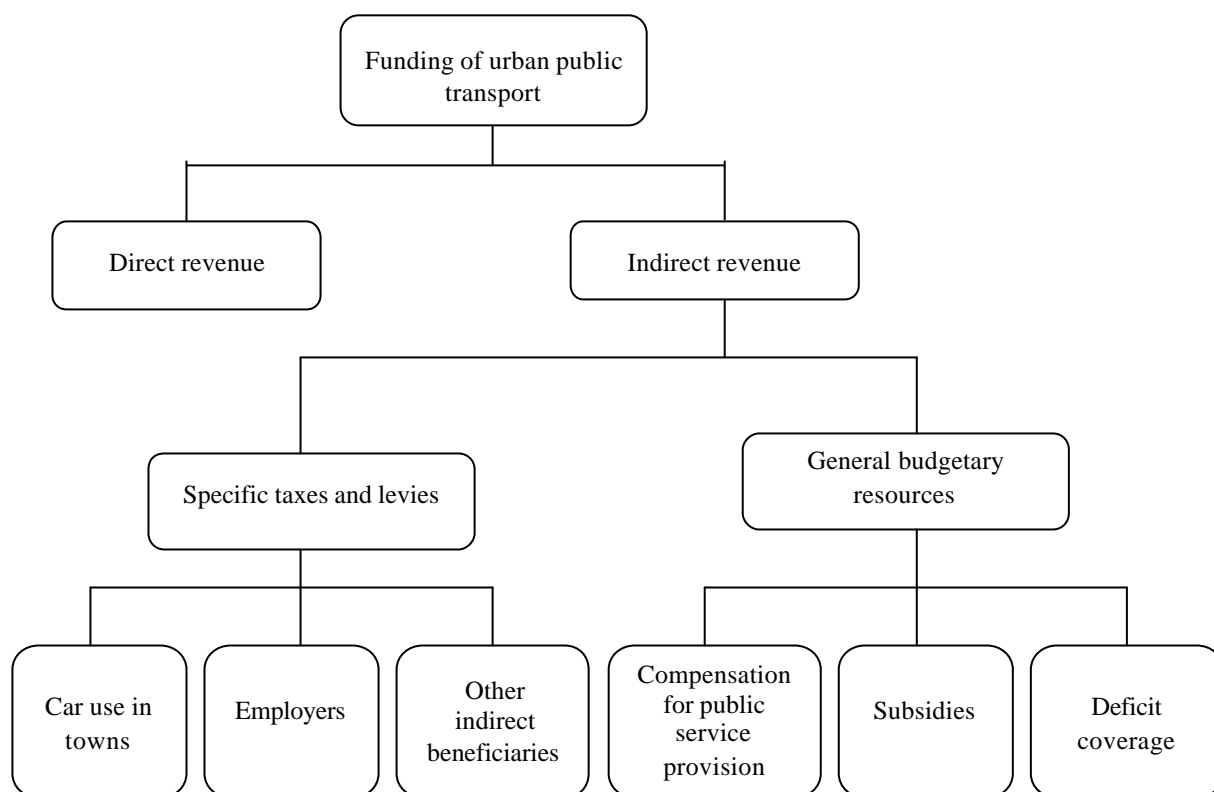 Funding of urban public
transport
Direct revenue
Indirect revenue
Specific taxes and levies
General budgetary
resources
Car use in
towns
Employers
Other
indirect
beneficiaries
Compensation
for public
service
provision
Subsidies
Deficit
coverage